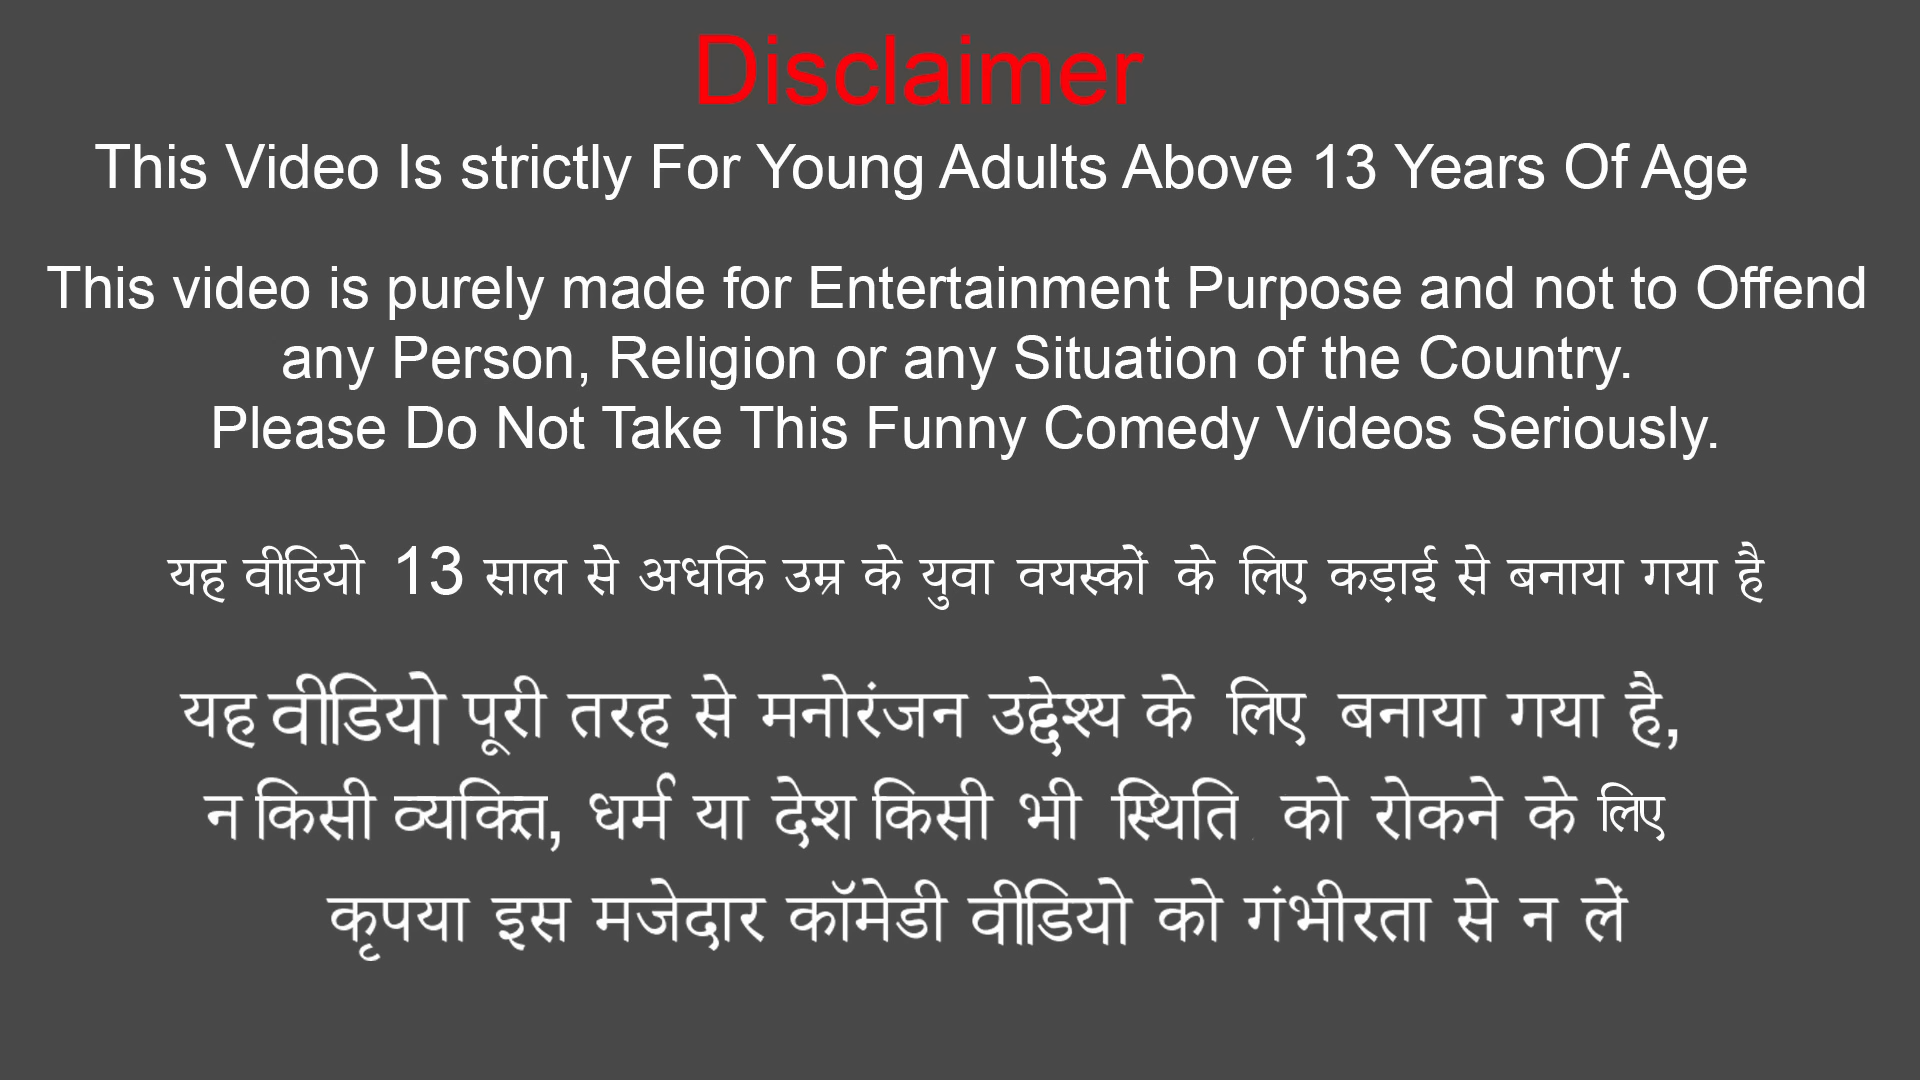 Disclaimer
This Video Is strictly For Young Adults Above 13 Years Of Age
This video is purely made for Entertainment Purpose and not to Offend
any Person, Religion or any Situation of the Country.
Please Do Not Take This Funny Comedy Videos Seriously.
यह वीडियो 13 साल से अधकि उम्र के युवा वयस्कों के लिए कड़ाई से बनाया गया है
यह वीडियो पूरी तरह से मनोरंजन उद्देश्य के लिए बनाया गया है,
न किसी व्यक्ति, धर्म या देश किसी भी स्थिति को रोकने के लिए
कृपया इस मजेदार कॉमेडी वीडियो को गंभीरता से न लें